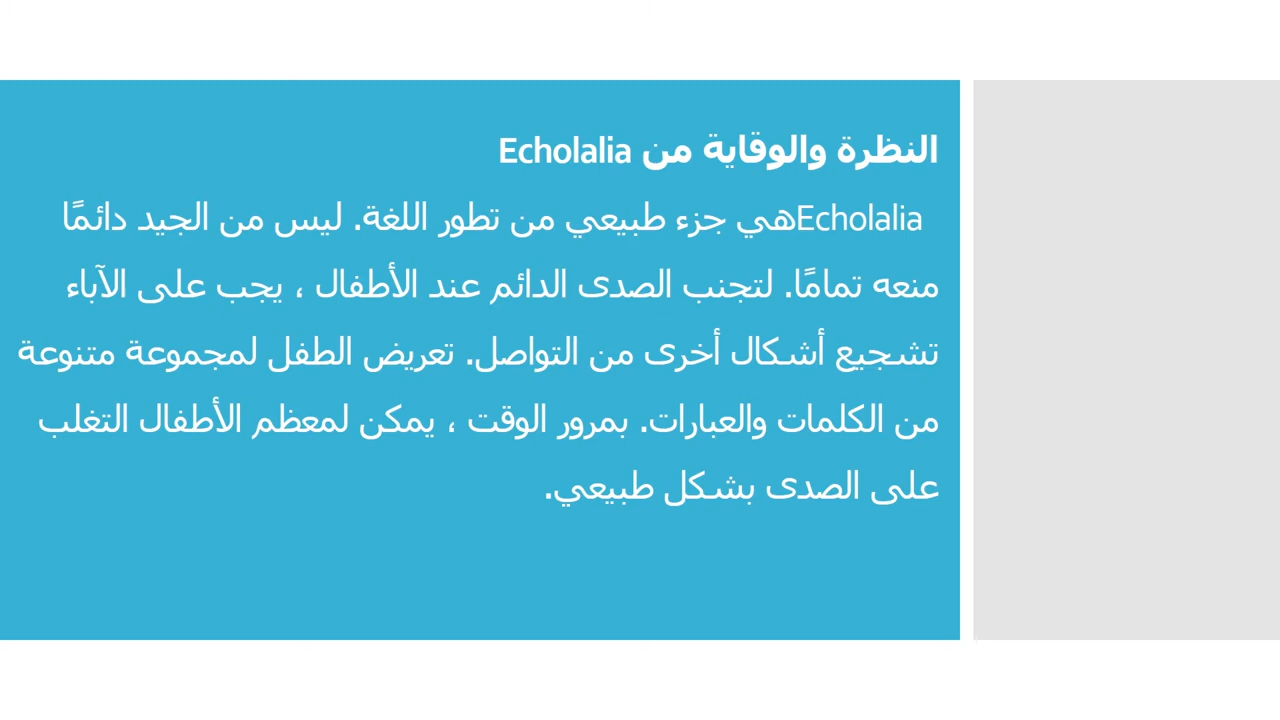 النظرة والوقاية من Echolalia
Echolaliaهي جزء طبيعي من تطور اللغة. ليس من الجيد دائمًا
منعه تمامًا. لتجنب الصدى الدائم عند الأطفال ، يجب على الآباء
تشجيع أشكال أخرى من التواصل. تعريض الطفل لمجموعة متنوعة
من الكلمات والعبارات. بمرور الوقت ، يمكن لمعظم الأطفال التغلب
على الصدى بشكل طبيعي.